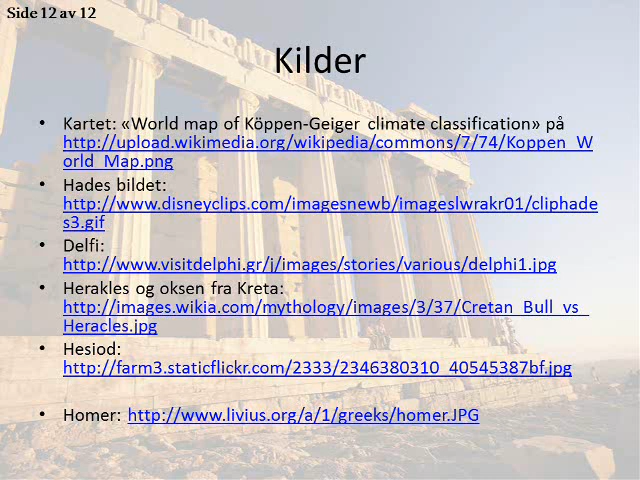 Side 12 av 12
Kilder
• Kartet: «World map of Köppen-Geiger climate classification» på
http://upload.wikimedia.org/wikipedia/commons/7/74/Koppen_W
orld_Map.png
• Hades bildet:
http://www.disneyclips.com/imagesnewb/imageslwrakr01/cliphade
s3.gif
• Delfi:
http://www.visitdelphi.gr/j/images/stories/various/delphi1.jpg
• Herakles og oksen fra Kreta:
http://images.wikia.com/mythology/images/3/37/Cretan_Bull_vs_
Heracles.jpg
• Hesiod:
http://farm3.staticflickr.com/2333/2346380310_40545387bf.jpg
• Homer: http://www.livius.org/a/1/greeks/homer.JPG